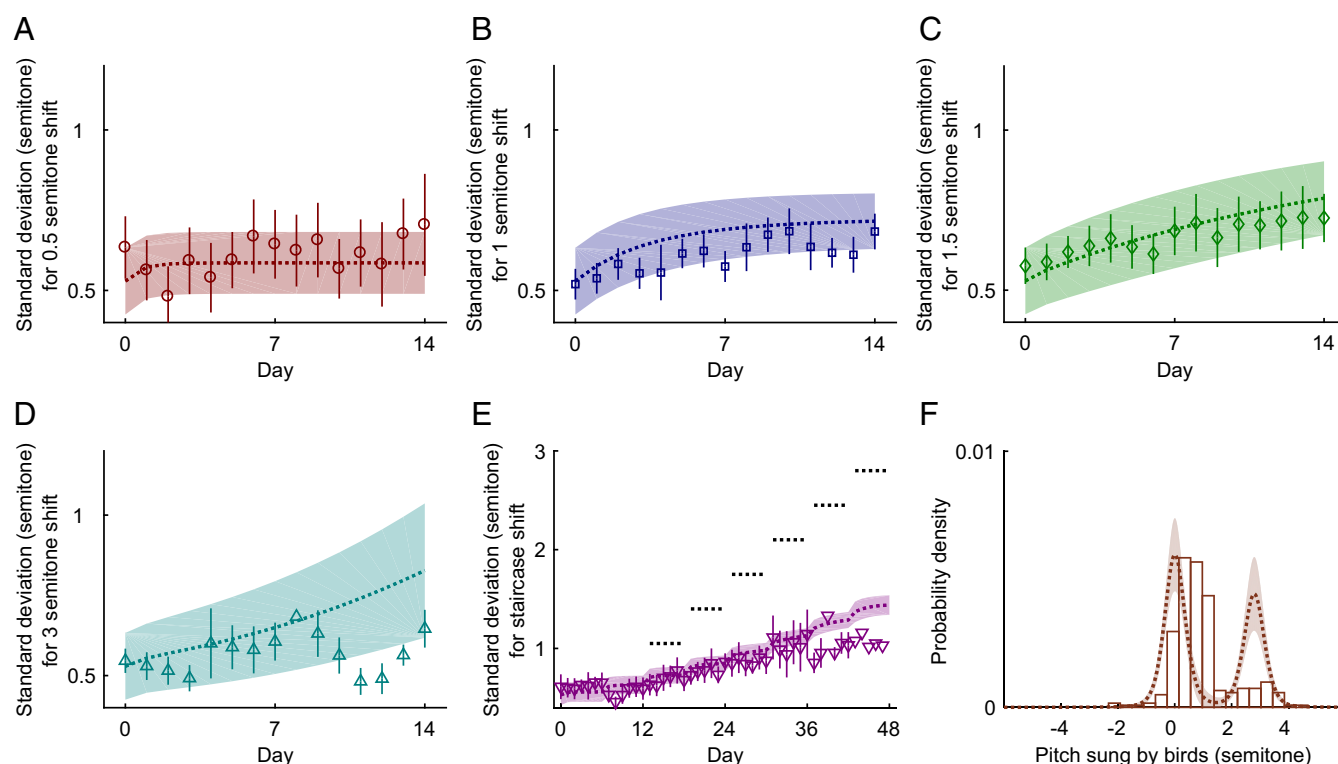 A
Standard deviation (semitone)
for 0.5 semitone shift
1
0.5
0
7
14
Day
B
Standard deviation (semitone)
for 1 semitone shift
1
0.5
0
7
14
Day
C
Standard deviation (semitone)
for 1.5 semitone shift
1
0.5
0
7
14
Day
D
Standard deviation (semitone)
for 3 semitone shift
1
0.5
0
7
14
Day
E
Standard deviation (semitone)
for staircase shift
3
2
1
0
12
24
36
48
Day
F
Probability density
0.01
0
-4
-2
0
2
4
Pitch sung by birds (semitone)